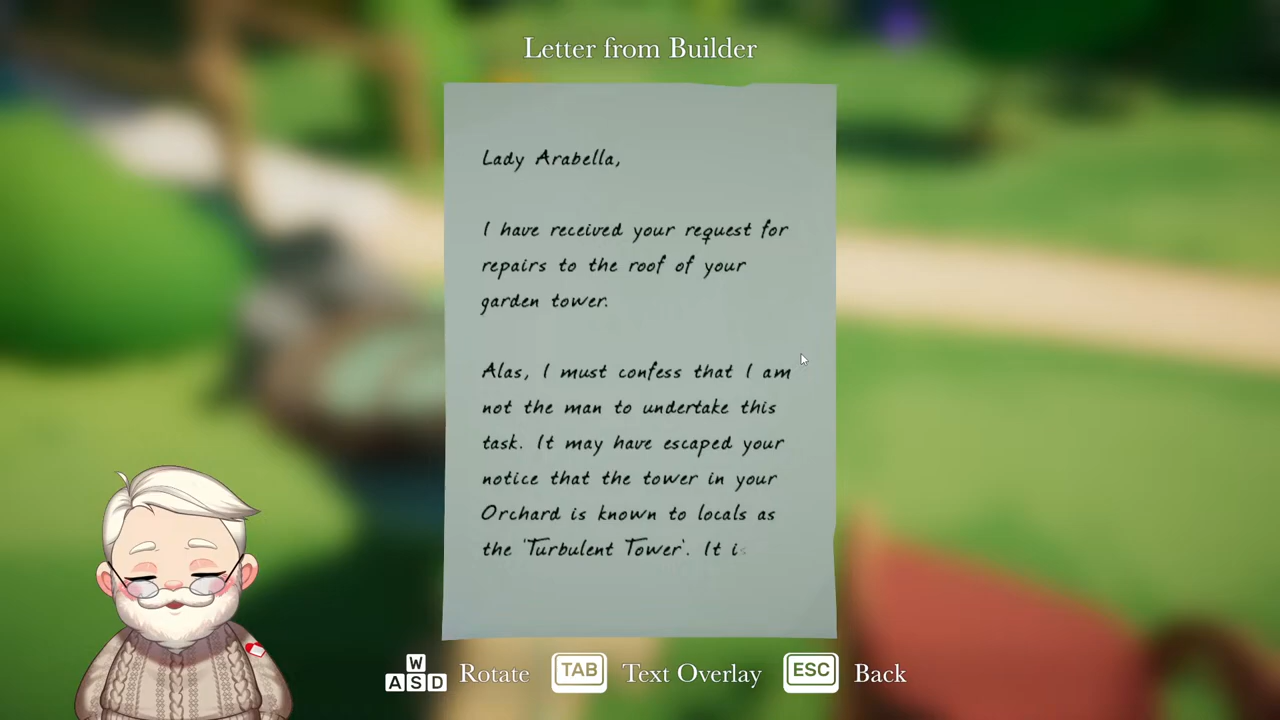 Letter from Builder
Lady Arabella,
I have received your request for
repairs to the roof of your
garden tower.
Alas, I must confess that I am
not the man to undertake this
task. It may have escaped your
notice that the tower in your
Orchard is known to locals as
the 'Turbulent Tower'. It is
W
A S D Rotate TAB Text Overlay ESC Back